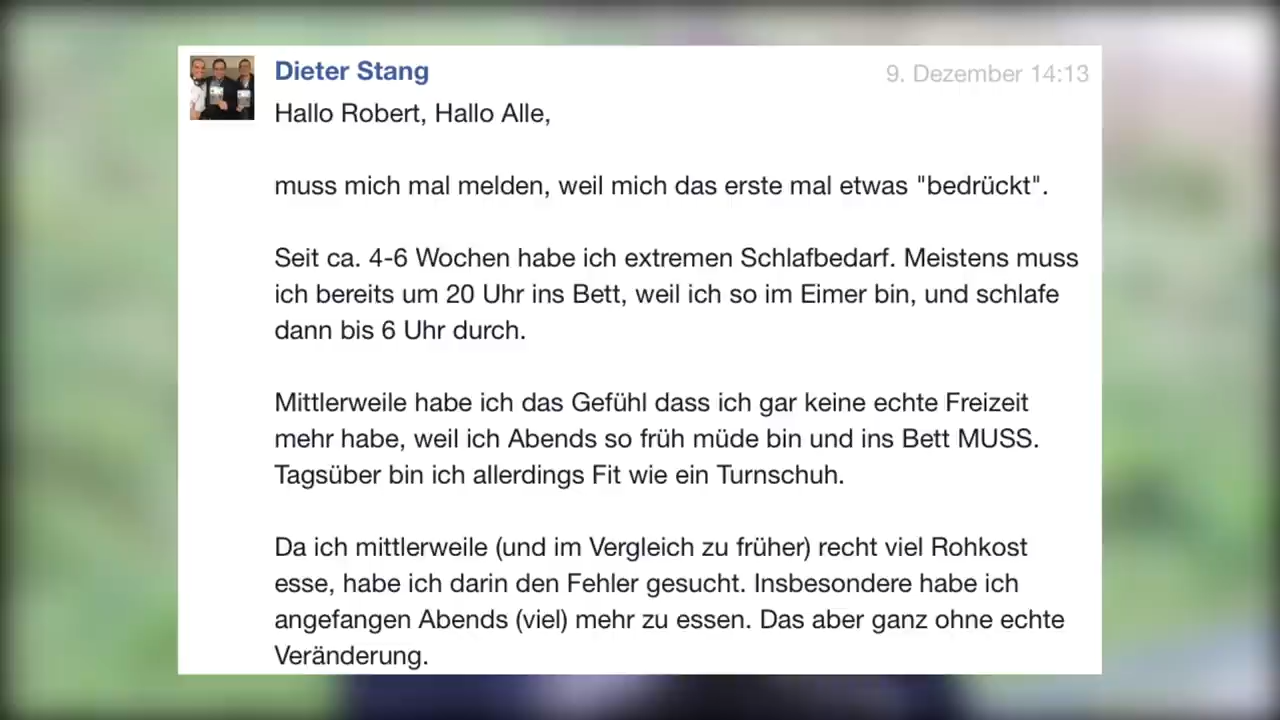 Dieter Stang
9. Dezember 14:13
Hallo Robert, Hallo Alle,
muss mich mal melden, weil mich das erste mal etwas "bedrückt".
Seit ca. 4-6 Wochen habe ich extremen Schlafbedarf. Meistens muss
ich bereits um 20 Uhr ins Bett, weil ich so im Eimer bin, und schlafe
dann bis 6 Uhr durch.
Mittlerweile habe ich das Gefühl dass ich gar keine echte Freizeit
mehr habe, weil ich Abends so früh müde bin und ins Bett MUSS.
Tagsüber bin ich allerdings Fit wie ein Turnschuh.
Da ich mittlerweile (und im Vergleich zu früher) recht viel Rohkost
esse, habe ich darin den Fehler gesucht. Insbesondere habe ich
angefangen Abends (viel) mehr zu essen. Das aber ganz ohne echte
Veränderung.